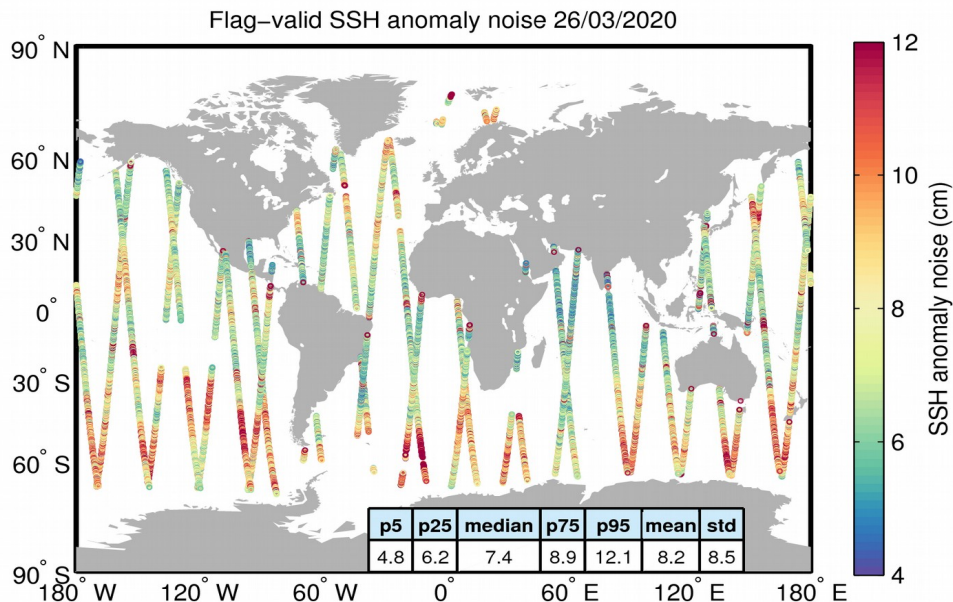 Flag−valid SSH anomaly noise 26/03/2020
90° N
60° N
30° N
0°
30° S
60° S
90° S
180° W
120° W
60° W
0°
60° E
120° E
180° E
p5 p25 median p75 p95 mean std
4.8 6.2 7.4 8.9 12.1 8.2 8.5
12
10
8
6
4
SSH anomaly noise (cm)